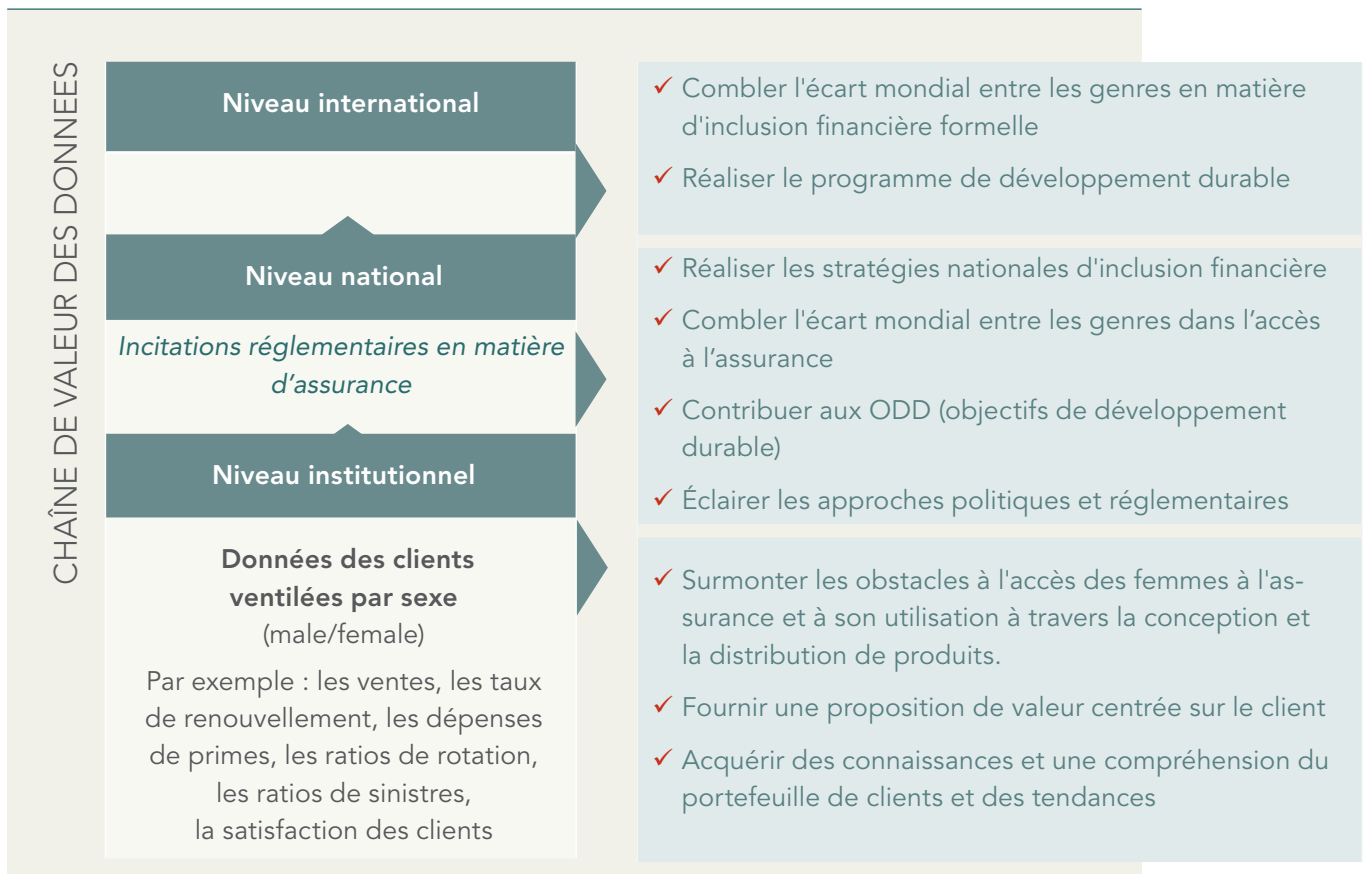 CHAÎNE DE VALEUR DES DONNEES
Niveau international
✓ Combler l'écart mondial entre les genres en matière
d'inclusion financière formelle
✓ Réaliser le programme de développement durable
Niveau national
Incitations réglementaires en matière
d’assurance
✓ Réaliser les stratégies nationales d'inclusion financière
✓ Combler l'écart mondial entre les genres dans l’accès
à l’assurance
✓ Contribuer aux ODD (objectifs de développement
durable)
✓ Éclairer les approches politiques et réglementaires
Niveau institutionnel
Données des clients
ventilées par sexe
(male/female)
Par exemple : les ventes, les taux
de renouvellement, les dépenses
de primes, les ratios de rotation,
les ratios de sinistres,
la satisfaction des clients
✓ Surmonter les obstacles à l'accès des femmes à l'as-
surance et à son utilisation à travers la conception et
la distribution de produits.
✓ Fournir une proposition de valeur centrée sur le client
✓ Acquérir des connaissances et une compréhension du
portefeuille de clients et des tendances